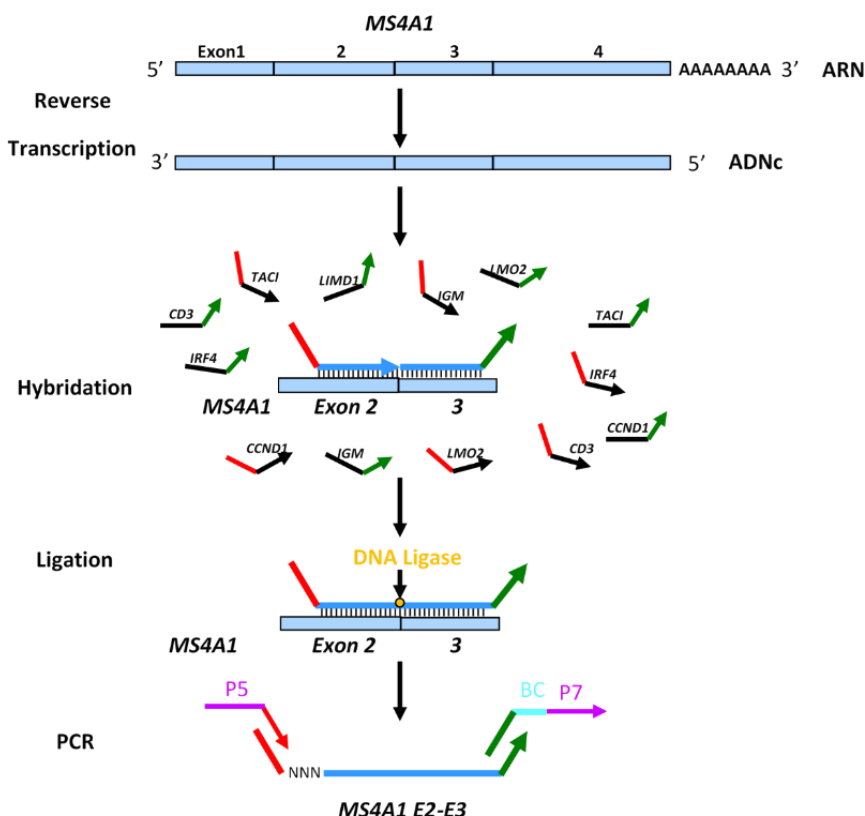 MS4A1
Exon1 2 3 4
5’ AAAAAAAA 3’ ARN
Reverse
Transcription
3’ 5’ ADNc
TACI
LIMD1
IGM
LMO2
CD3
TACI
IRF4
IRF4
Hybridation
MS4A1 Exon 2 3
CCND1
CCND1
IGM
LMO2
CD3
Ligation
DNA Ligase
MS4A1 Exon 2 3
P5
BC P7
PCR
NNN
MS4A1 E2-E3